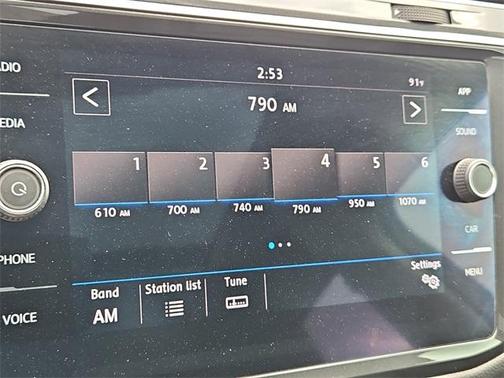 2:53
91°F
790 AM
1 2 3 4 5 6
610 AM 700 AM 740 AM 790 AM 950 AM 1070 AM
Settings
Band Station list Tune
AM
ADIO
EDIA
PHONE
VOICE
APP
SOUND
CAR
MENU